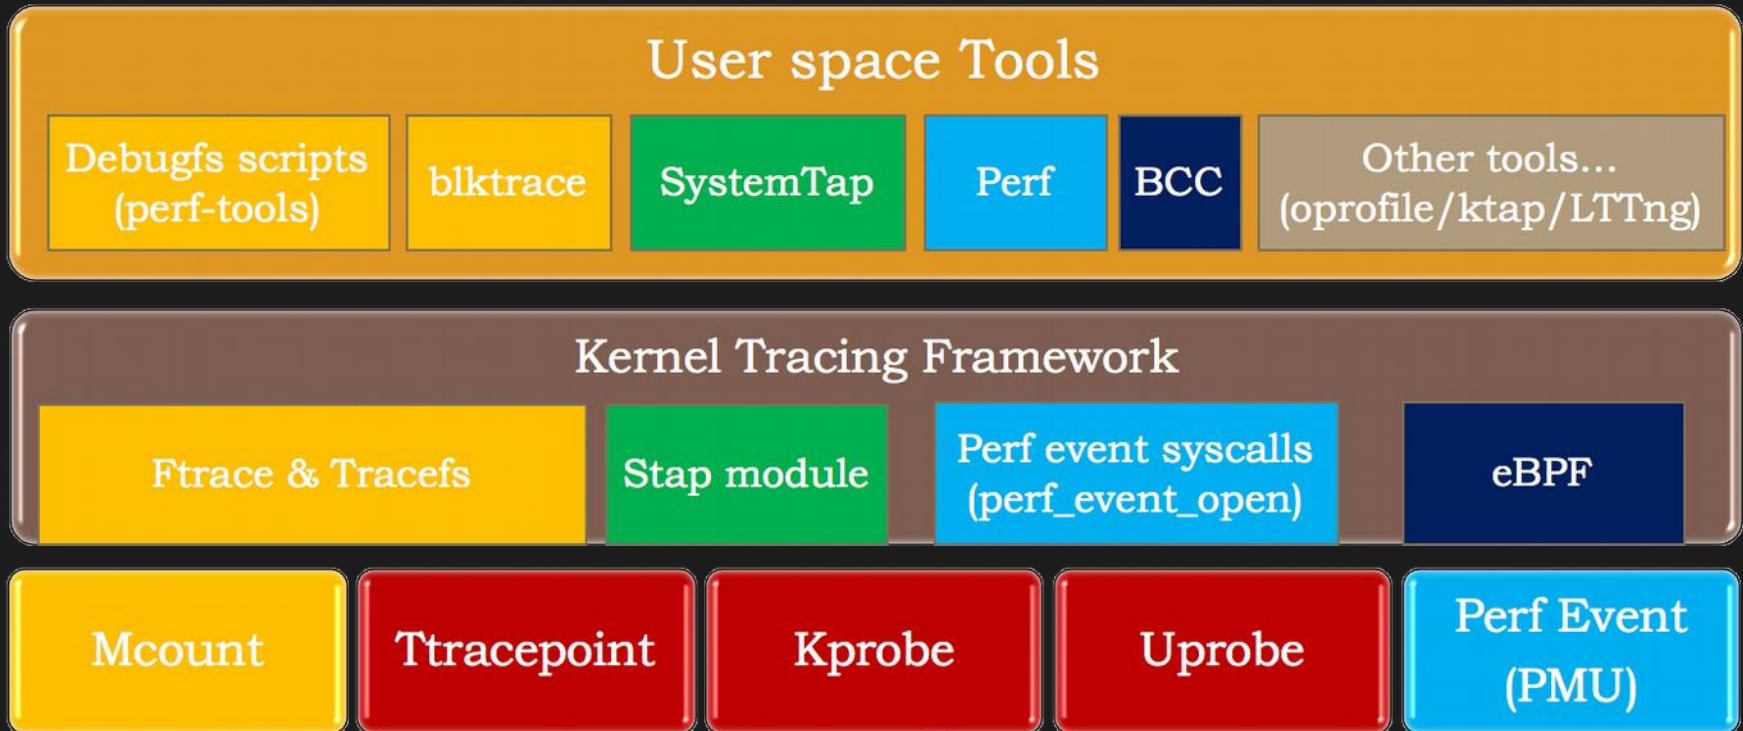 User space Tools
Debugfs scripts
(perf-tools)
blktrace
SystemTap
Perf
BCC
Other tools...
(oprofile/ktap/LTTng)
Kernel Tracing Framework
Ftrace & Tracefs
Stap module
Perf event syscalls
(perf_event_open)
eBPF
Mcount
Ttracepoint
Kprobe
Uprobe
Perf Event
(PMU)